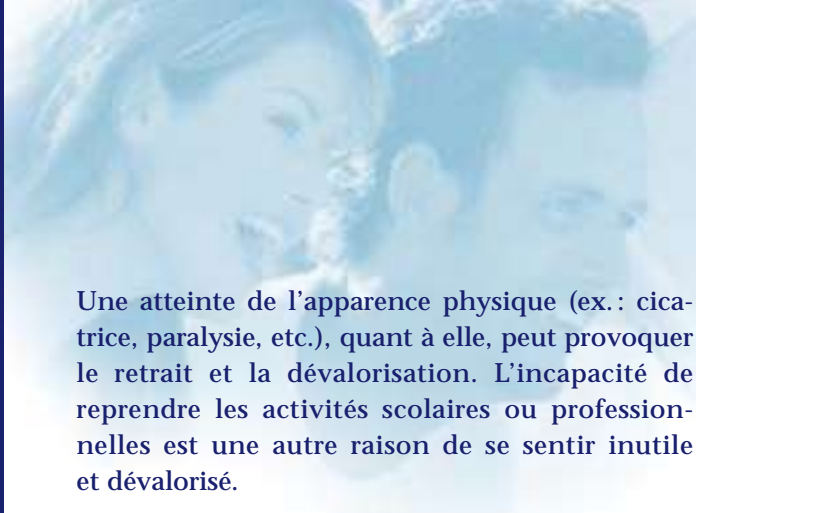 Une atteinte de l’apparence physique (ex. : cica-
trice, paralysie, etc.), quant à elle, peut provoquer
le retrait et la dévalorisation. L’incapacité de
reprendre les activités scolaires ou profession-
nelles est une autre raison de se sentir inutile
et dévalorisé.